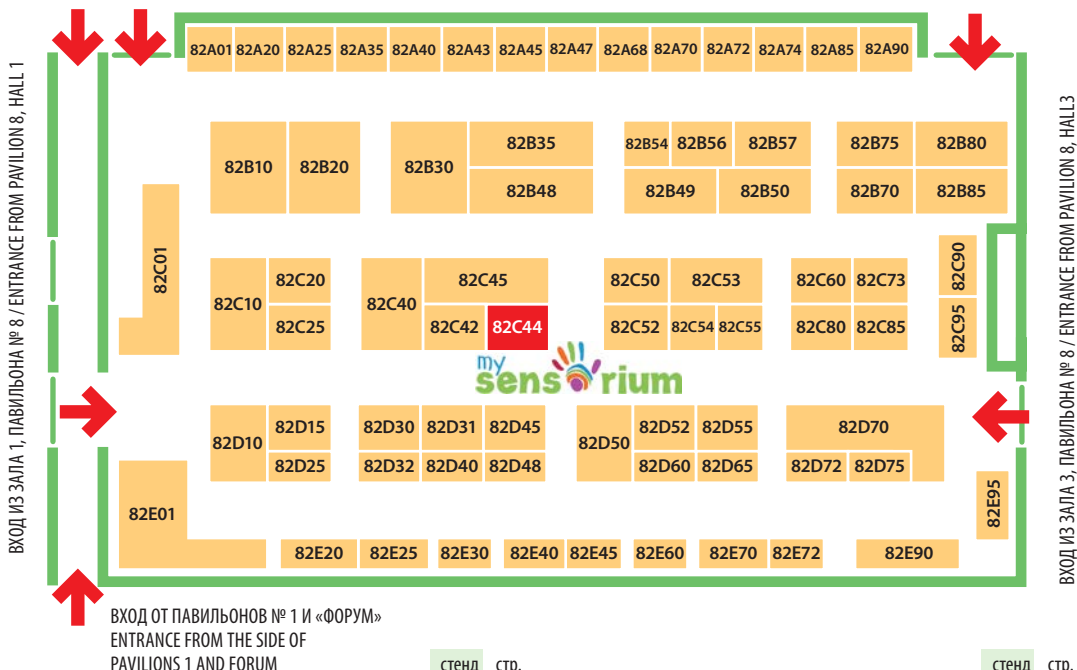 82A01 82A20 82A25 82A35 82A40 82A43 82A45 82A47 82A68 82A70 82A72 82A74 82A85 82A90
82B35 82B54 82B56 82B57 82B75 82B80
82B10 82B20 82B30
82B48 82B49 82B50 82B70 82B85
82C01
82C20 82C45 82C50 82C53 82C60 82C73 82C90
82C10 82C40
82C25 82C42 82C44 82C52 82C54 82C55 82C80 82C85 82C95
my
sensorium
82D15 82D30 82D31 82D45 82D52 82D55 82D70
82D10 82D50
82D25 82D32 82D40 82D48 82D60 82D65 82D72 82D75
82E01 82E95
82E20 82E25 82E30 82E40 82E45 82E60 82E70 82E72 82E90
ВХОД ИЗ ЗАЛА 1, ПАВИЛЬОНА № 8 / ENTRANCE FROM PAVILION 8, HALL 1
ВХОД ИЗ ЗАЛА 3, ПАВИЛЬОНА № 8 / ENTRANCE FROM PAVILION 8, HALL3
ВХОД ОТ ПАВИЛЬОНОВ № 1 И «ФОРУМ»
ENTRANCE FROM THE SIDE OF
PAVILIONS 1 AND FORUM
стенд стр. стенд стр.